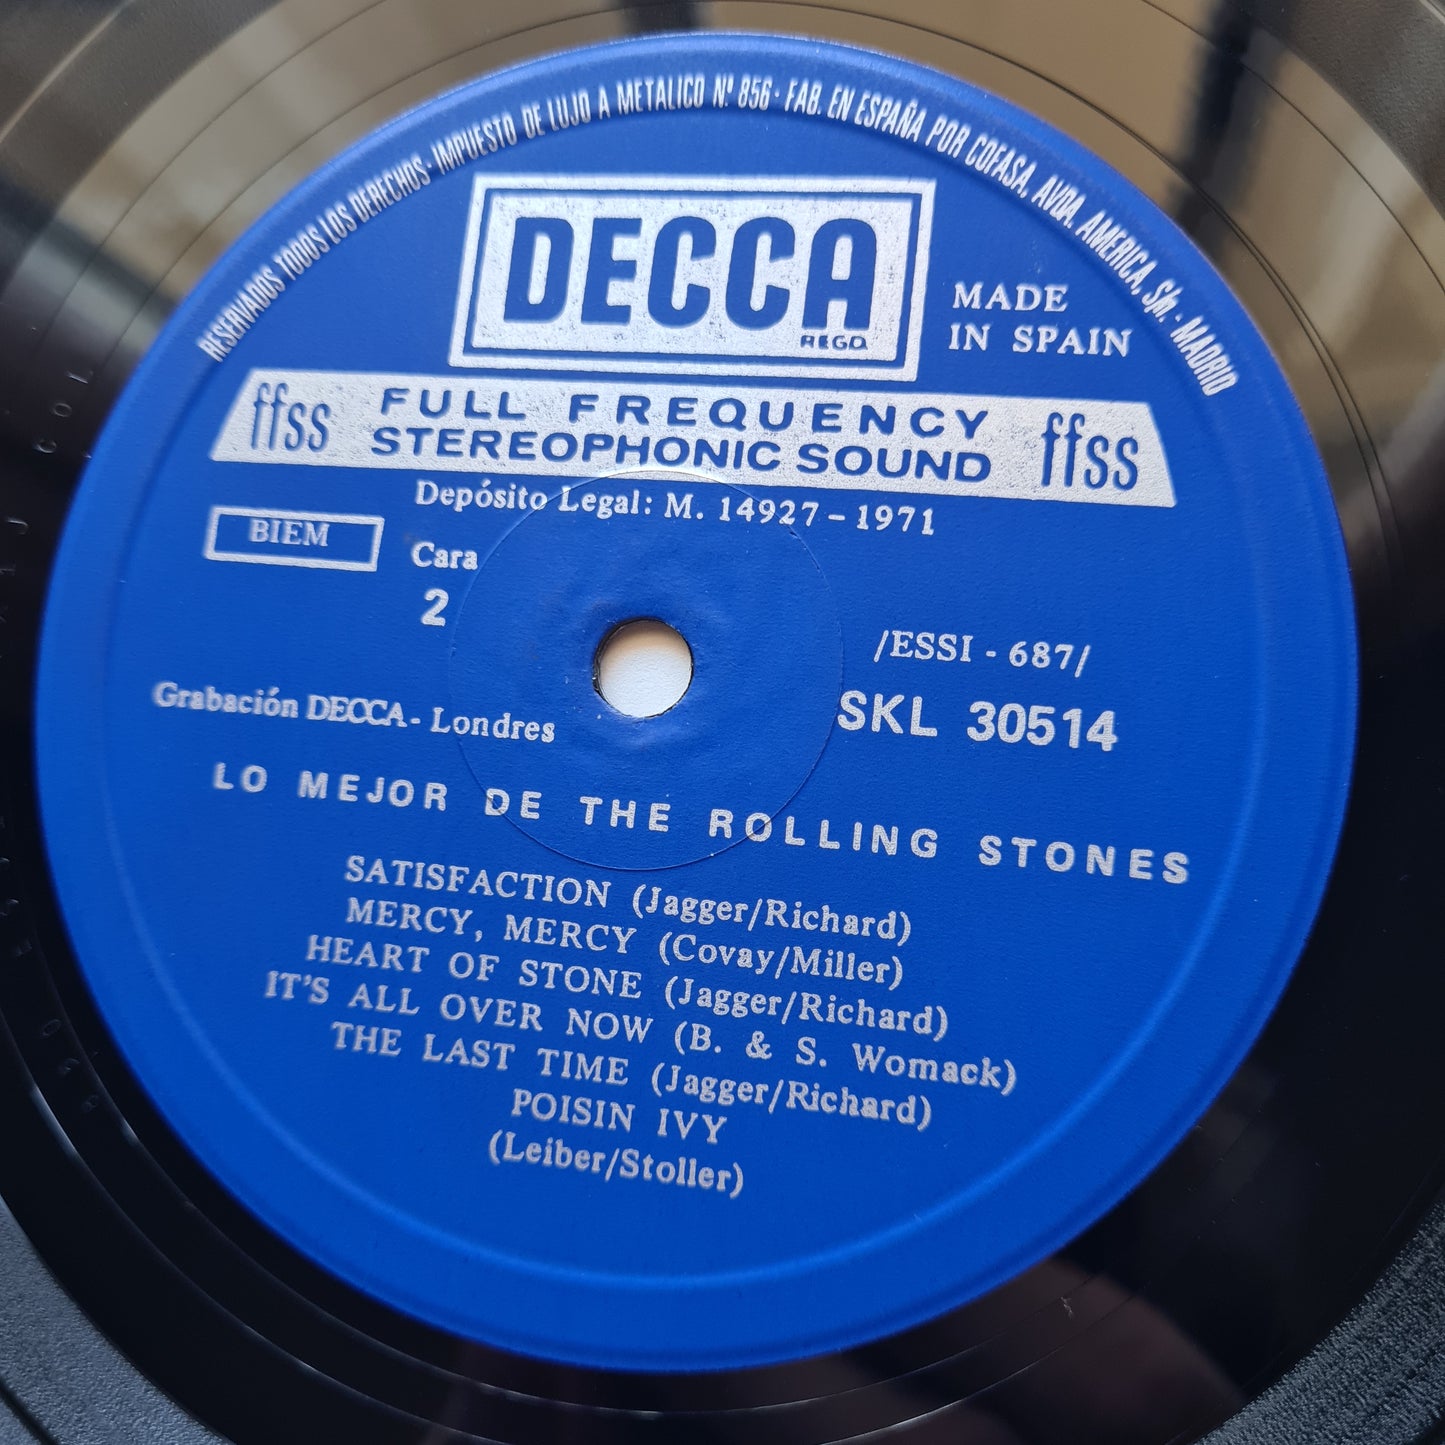 RESERVADOS TODOS LOS DERECHOS · IMPUESTO DE LUJO A METALICO Nº 856 · FAB. EN ESPAÑA POR COFASA, AVDA. AMERICA, S/n. · MADRID
DECCA
REGD.
MADE
IN SPAIN
ffss FULL FREQUENCY ffss
STEREOPHONIC SOUND
Depósito Legal: M. 14927-1971
BIEM
Cara
2
/ESSI - 687/
SKL 30514
Grabación DECCA - Londres
LO MEJOR DE THE ROLLING STONES
SATISFACTION (Jagger/Richard)
MERCY, MERCY (Covay/Miller)
HEART OF STONE (Jagger/Richard)
IT'S ALL OVER NOW (B. & S. Womack)
THE LAST TIME (Jagger/Richard)
POISIN IVY
(Leiber/Stoller)